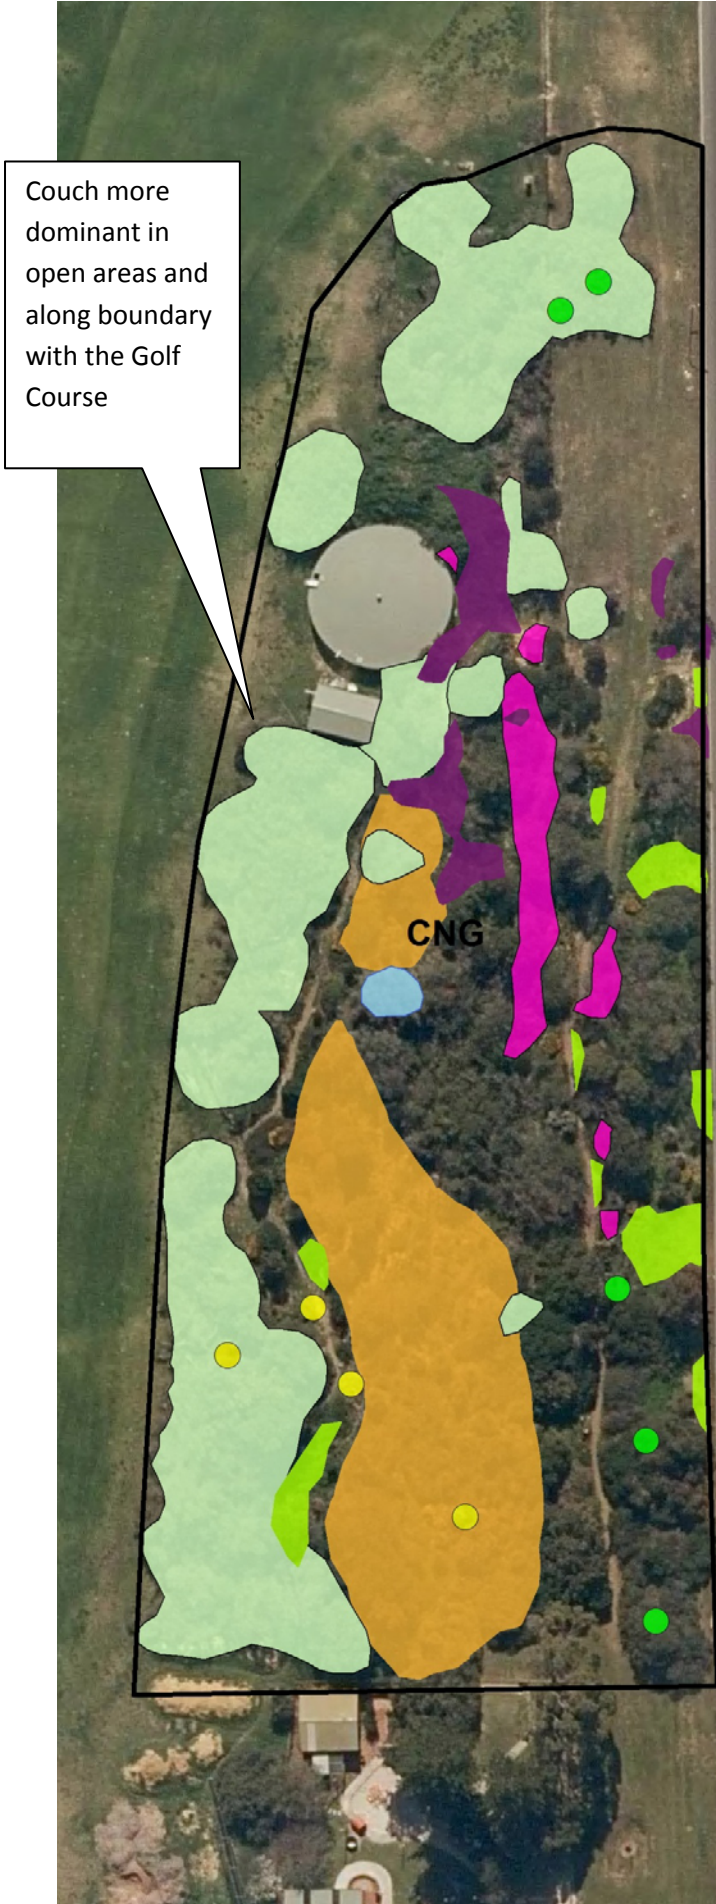 Couch more
dominant in
open areas and
along boundary
with the Golf
Course
CNG